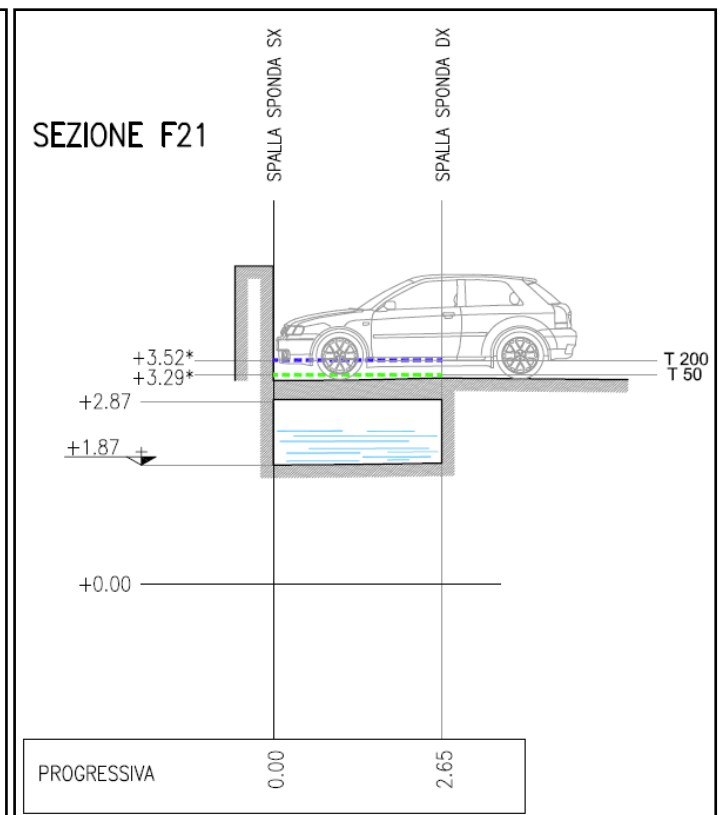 SPALLA SPONDA SX
SPALLA SPONDA DX
SEZIONE F21
+3.52*
T 200
+3.29*
T 50
+2.87
+1.87
+0.00
PROGRESSIVA
0.00
2.65